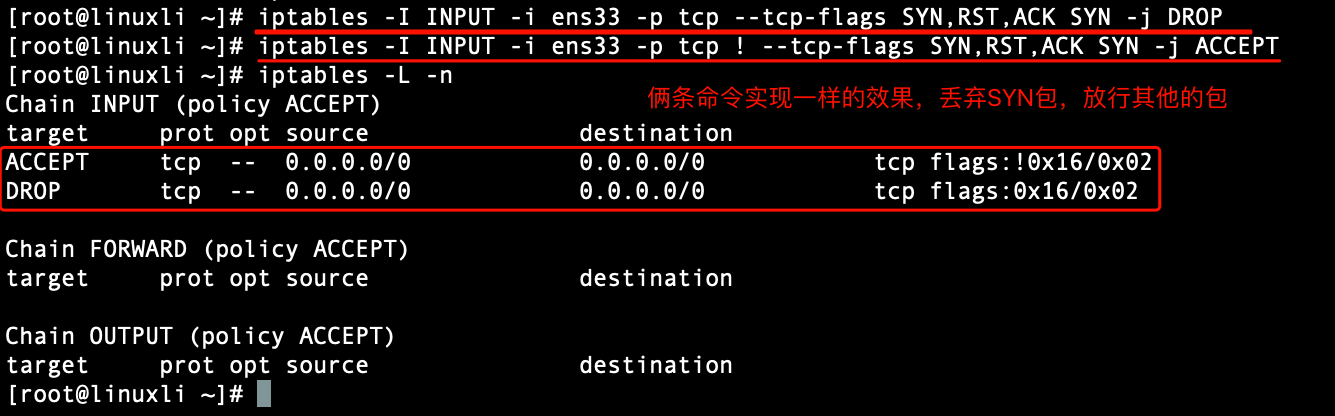 [root@linuxli ~]# iptables -I INPUT -i ens33 -p tcp --tcp-flags SYN,RST,ACK SYN -j DROP
[root@linuxli ~]# iptables -I INPUT -i ens33 -p tcp ! --tcp-flags SYN,RST,ACK SYN -j ACCEPT
[root@linuxli ~]# iptables -L -n
Chain INPUT (policy ACCEPT)
俩条命令实现一样的效果，丢弃SYN包，放行其他的包
target     prot opt source               destination
ACCEPT     tcp  --  0.0.0.0/0            0.0.0.0/0            tcp flags:!0x16/0x02
DROP       tcp  --  0.0.0.0/0            0.0.0.0/0            tcp flags:0x16/0x02
Chain FORWARD (policy ACCEPT)
target     prot opt source               destination
Chain OUTPUT (policy ACCEPT)
target     prot opt source               destination
[root@linuxli ~]#